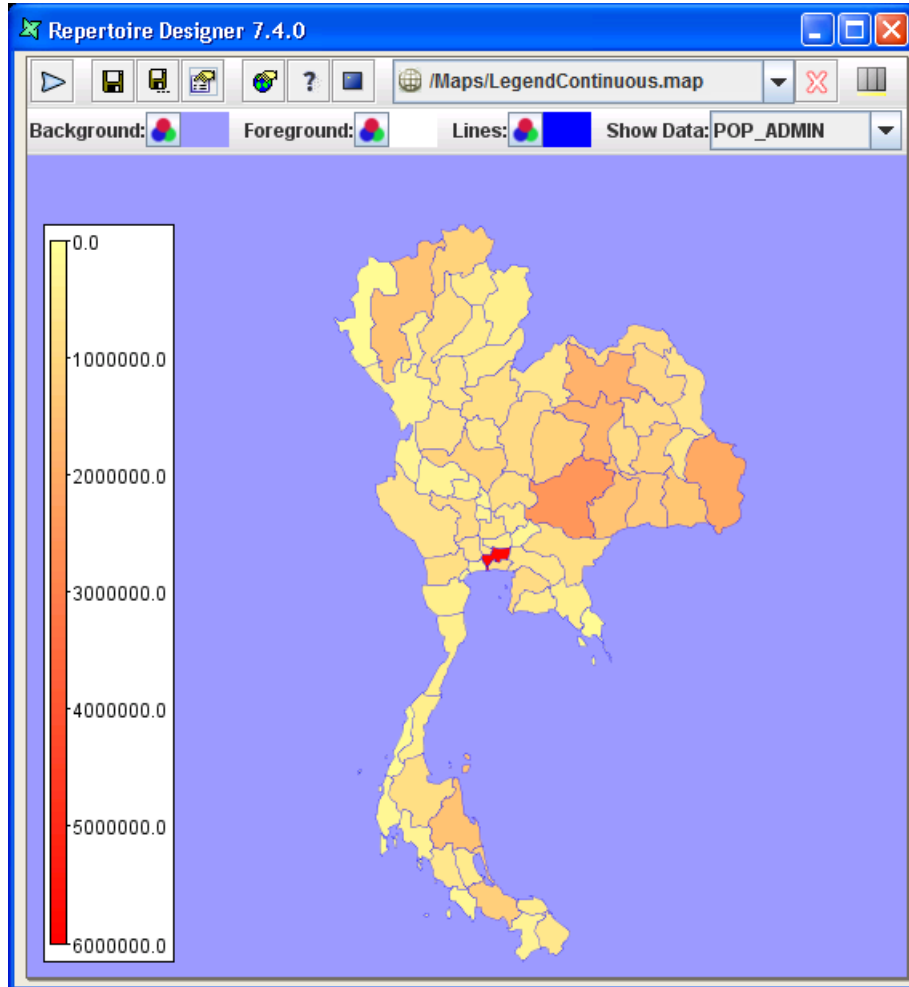 Repertoire Designer 7.4.0
? /Maps/LegendContinuous.map
Background: Foreground: Lines: Show Data: POP_ADMIN
0.0
1000000.0
2000000.0
3000000.0
4000000.0
5000000.0
6000000.0